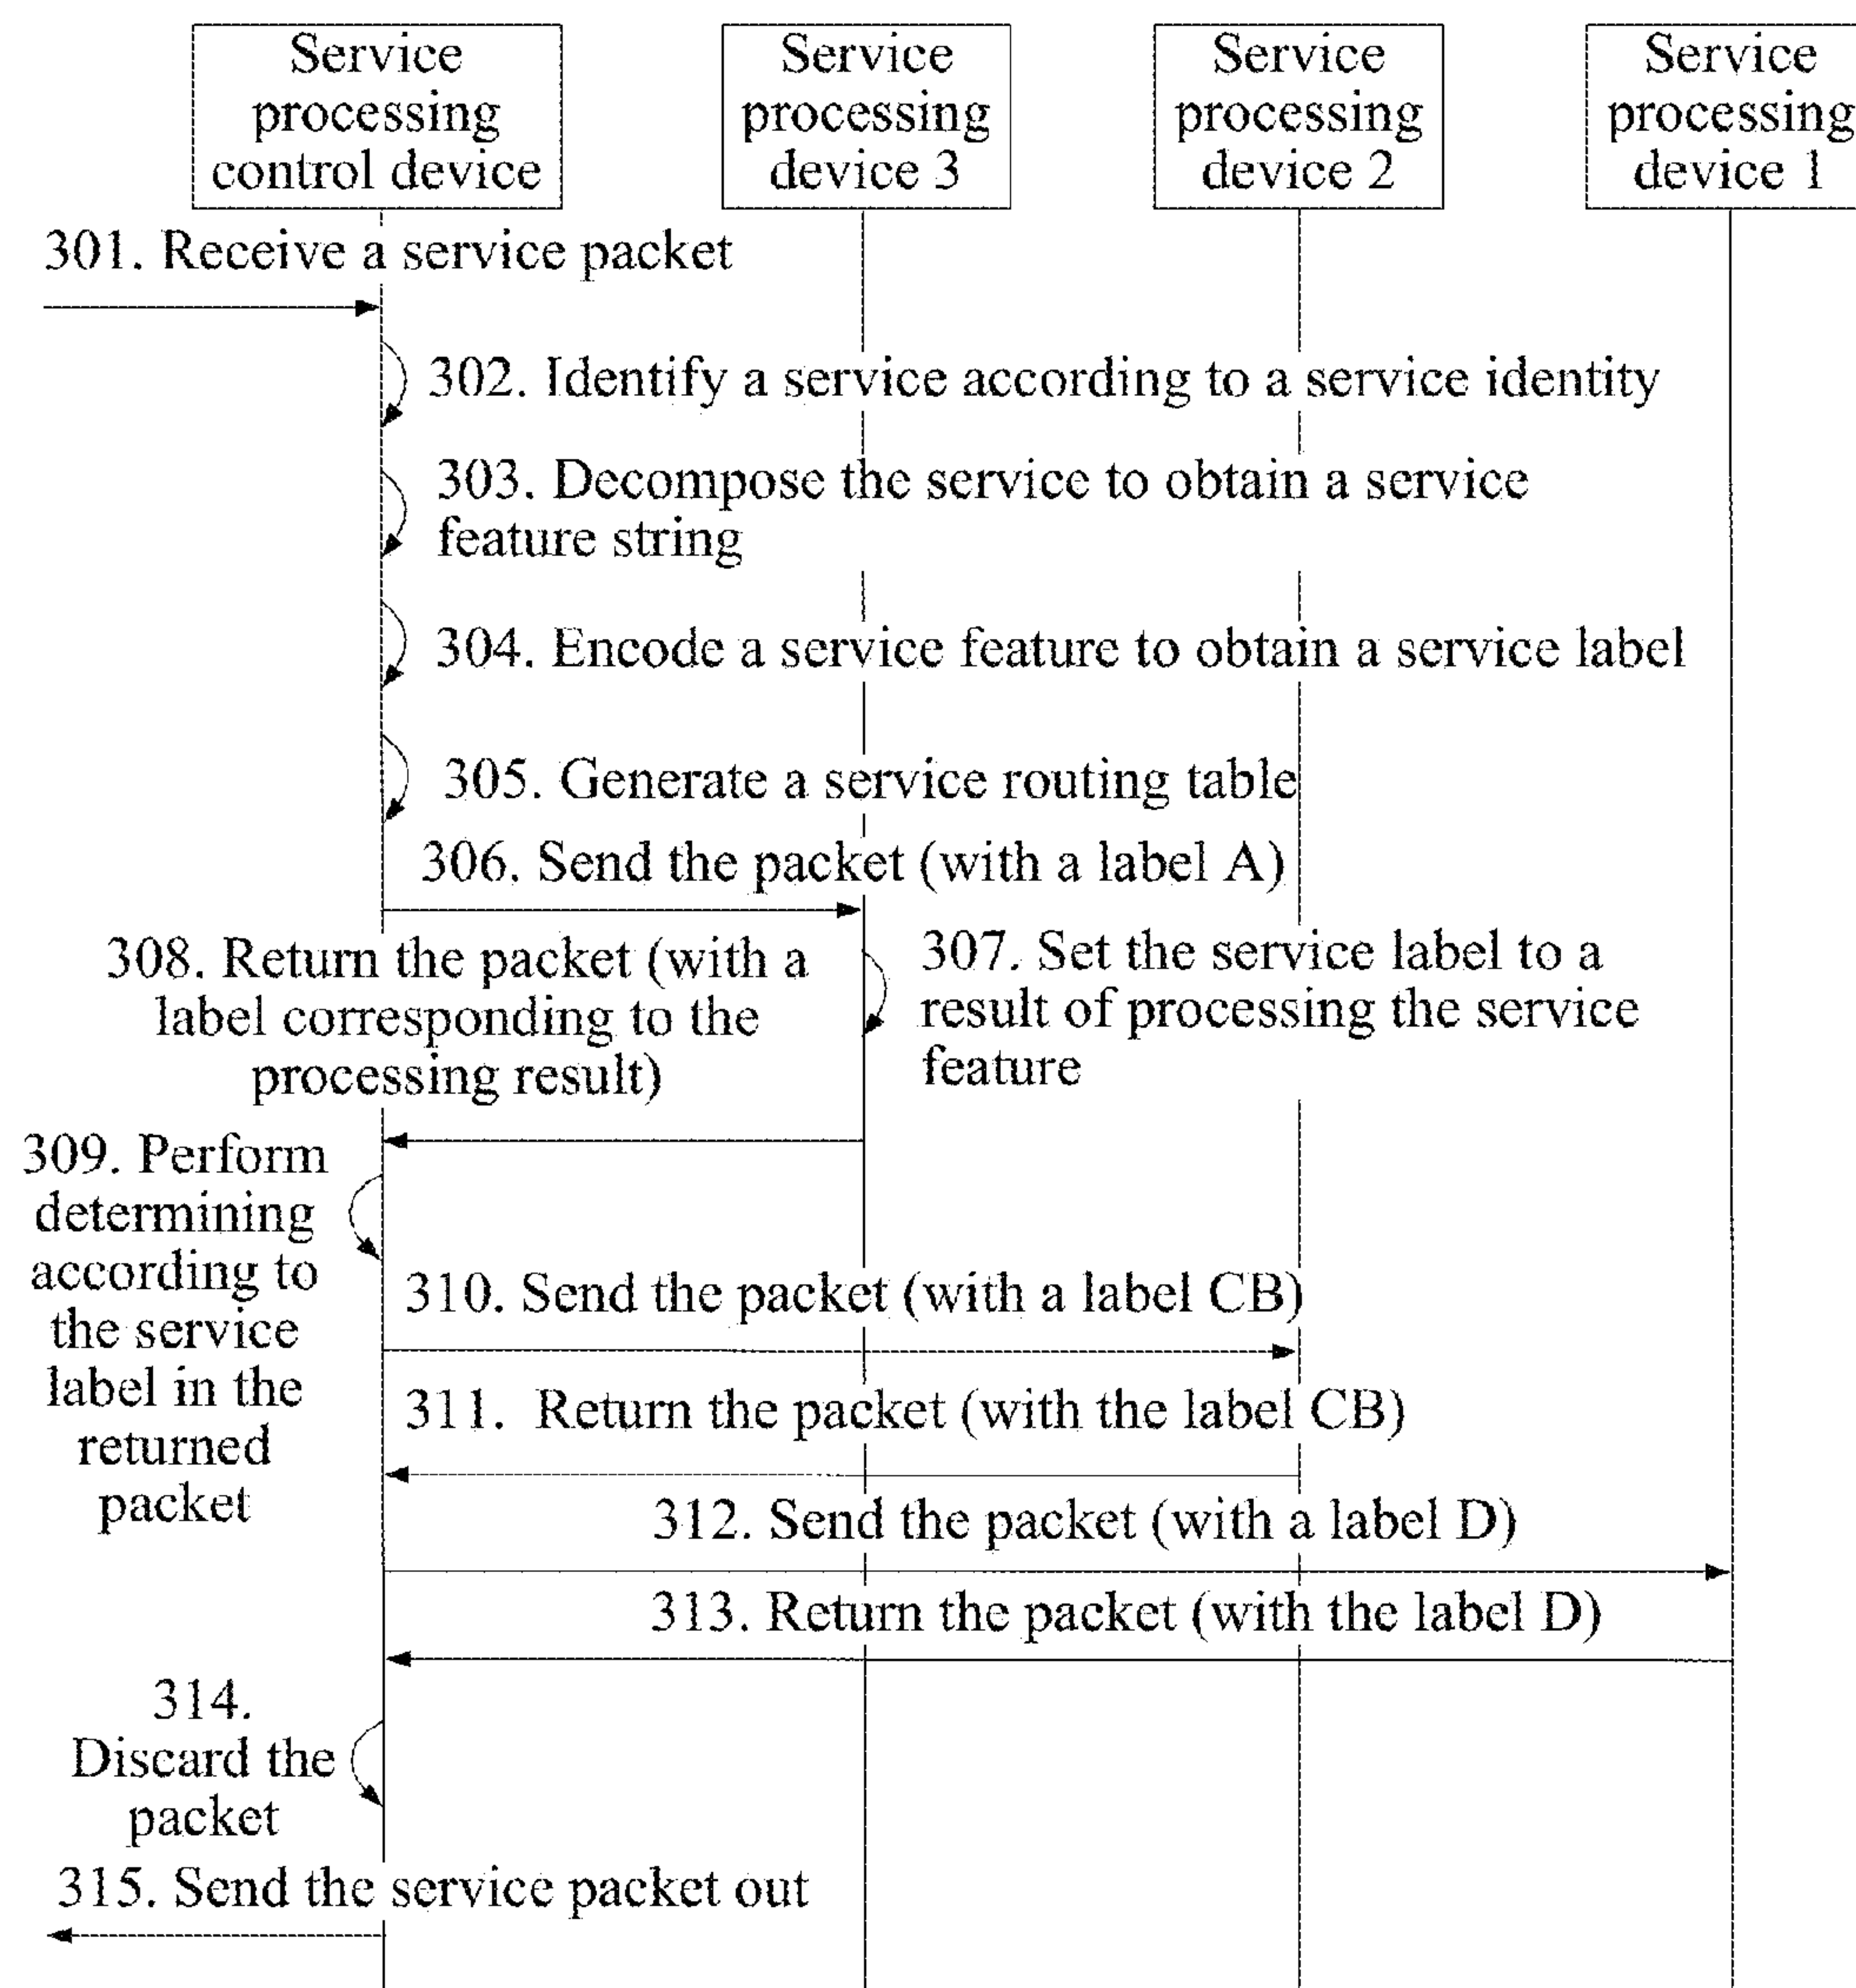 Service
processing
control device
Service
processing
device 3
Service
processing
device 2
Service
processing
device 1
301. Receive a service packet
302. Identify a service according to a service identity
303. Decompose the service to obtain a service
feature string
304. Encode a service feature to obtain a service label
305. Generate a service routing table
306. Send the packet (with a label A)
307. Set the service label to a
result of processing the service
feature
308. Return the packet (with a
label corresponding to the
processing result)
309. Perform
determining
according to
the service
label in the
returned
packet
310. Send the packet (with a label CB)
311. Return the packet (with the label CB)
312. Send the packet (with a label D)
313. Return the packet (with the label D)
314.
Discard the
packet
315. Send the service packet out